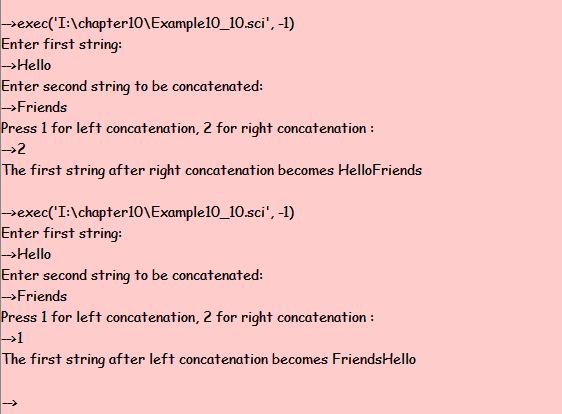 -->exec('I:\chapter10\Example10_10.sci', -1)
Enter first string:
-->Hello
Enter second string to be concatenated:
-->Friends
Press 1 for left concatenation, 2 for right concatenation :
-->2
The first string after right concatenation becomes HelloFriends
-->exec('I:\chapter10\Example10_10.sci', -1)
Enter first string:
-->Hello
Enter second string to be concatenated:
-->Friends
Press 1 for left concatenation, 2 for right concatenation :
-->1
The first string after left concatenation becomes FriendsHello
-->